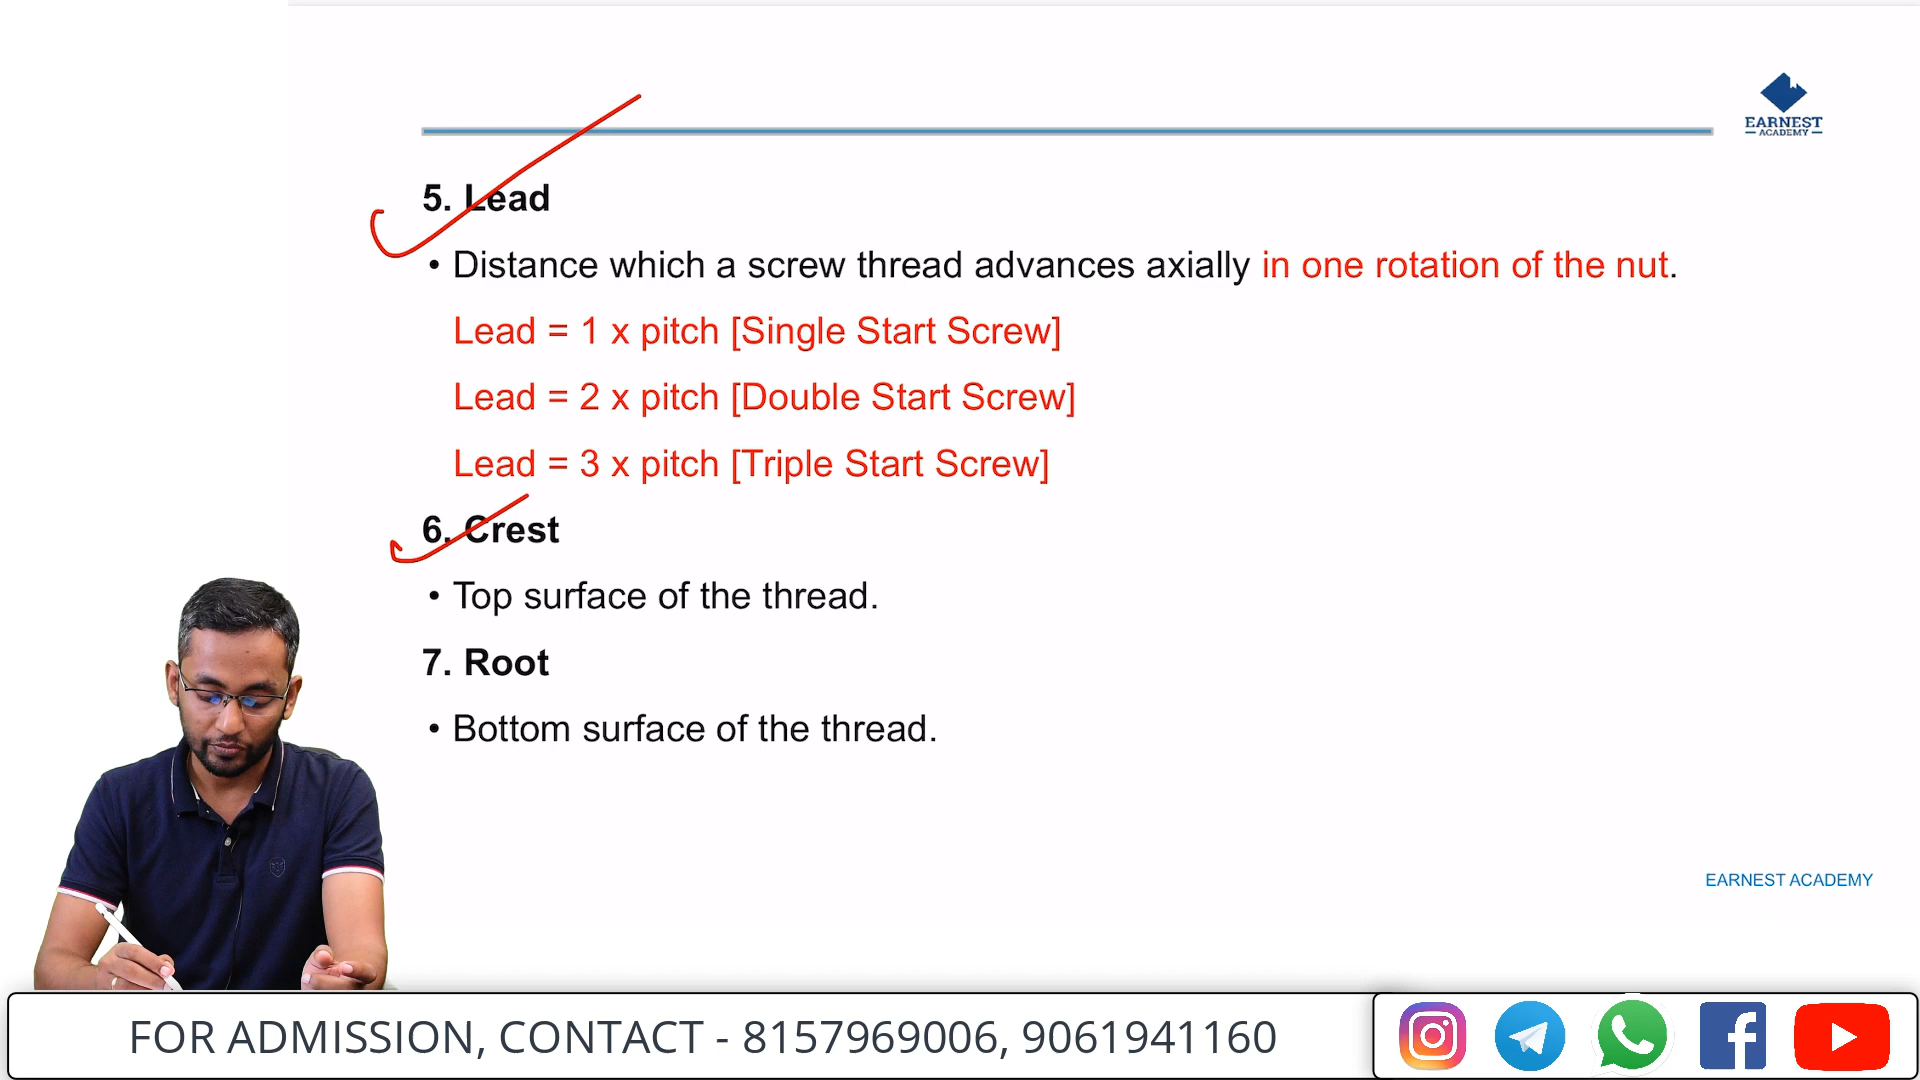 EARNEST
ACADEMY
5. Lead
• Distance which a screw thread advances axially in one rotation of the nut.
Lead = 1 x pitch [Single Start Screw]
Lead = 2 x pitch [Double Start Screw]
Lead = 3 x pitch [Triple Start Screw]
6. Crest
• Top surface of the thread.
7. Root
• Bottom surface of the thread.
EARNEST ACADEMY
FOR ADMISSION, CONTACT - 8157969006, 9061941160